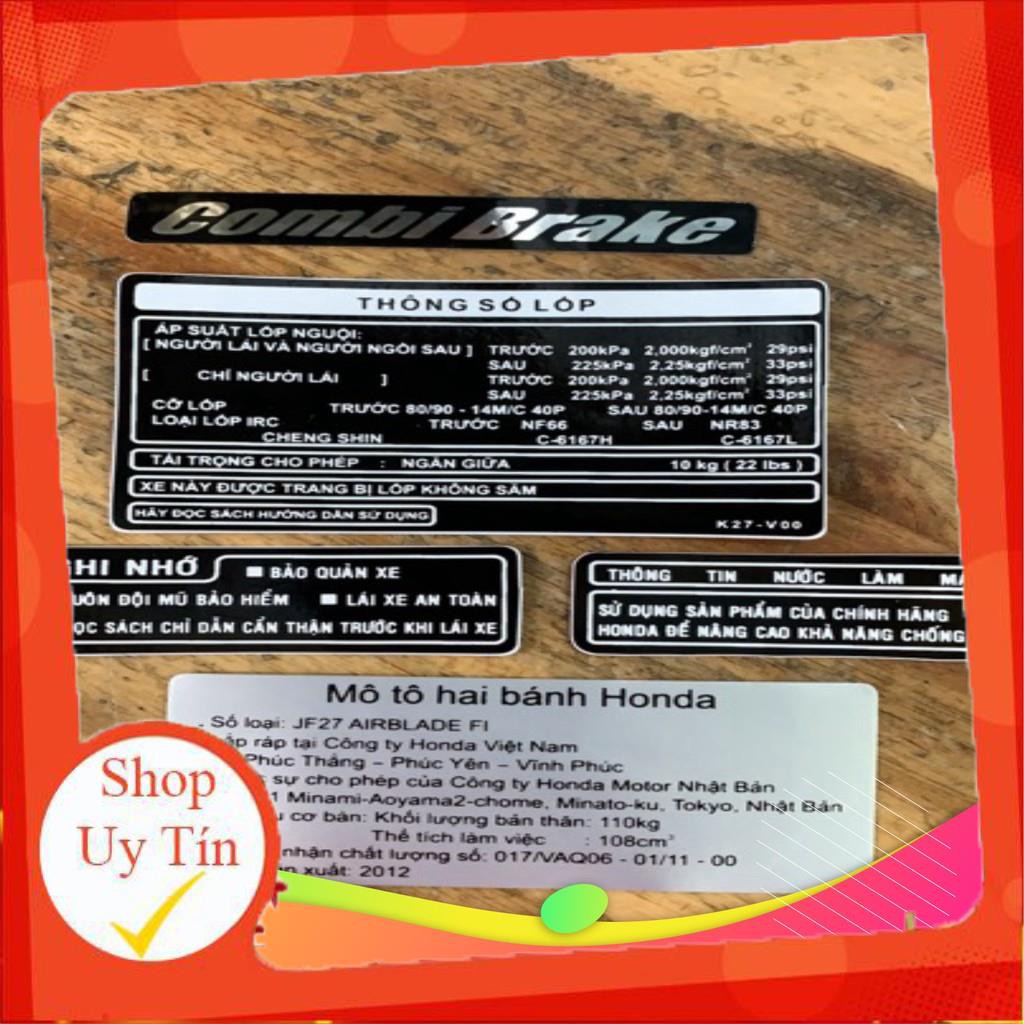 Combi Brake
THÔNG SỐ LỐP
ÁP SUẤT LỐP NGUỘI:
[ NGƯỜI LÁI VÀ NGƯỜI NGỒI SAU ] TRƯỚC 200kPa 2,000kgf/cm² 29psi
SAU 225kPa 2,25kgf/cm² 33psi
[ CHỈ NGƯỜI LÁI ] TRƯỚC 200kPa 2,000kgf/cm² 29psi
SAU 225kPa 2,25kgf/cm² 33psi
CỠ LỐP TRƯỚC 80/90 - 14M/C 40P SAU 80/90-14M/C 40P
LOẠI LỐP IRC TRƯỚC NF66 SAU NR83
CHENG SHIN C-6167H C-6167L
TẢI TRỌNG CHO PHÉP : NGĂN GIỮA 10 kg ( 22 lbs )
XE NÀY ĐƯỢC TRANG BỊ LỐP KHÔNG SĂM
HÃY ĐỌC SÁCH HƯỚNG DẪN SỬ DỤNG
K27-V00
HI NHỚ ■ BẢO QUẢN XE
UÔN ĐỘI MŨ BẢO HIỂM ■ LÁI XE AN TOÀN
ỌC SÁCH CHỈ DẪN CẨN THẬN TRƯỚC KHI LÁI XE
THÔNG TIN NƯỚC LÀM MÁ
SỬ DỤNG SẢN PHẨM CỦA CHÍNH HÃNG
HONDA ĐỂ NÂNG CAO KHẢ NĂNG CHỐNG
Mô tô hai bánh Honda
. Số loại: JF27 AIRBLADE FI
ắp ráp tại Công ty Honda Việt Nam
Phúc Thắng – Phúc Yên – Vĩnh Phúc
sự cho phép của Công ty Honda Motor Nhật Bản
1 Minami-Aoyama2-chome, Minato-ku, Tokyo, Nhật Bản
cơ bản: Khối lượng bản thân: 110kg
Thể tích làm việc : 108cm³
nhận chất lượng số: 017/VAQ06 - 01/11 - 00
n xuất: 2012
Shop
Uy Tín